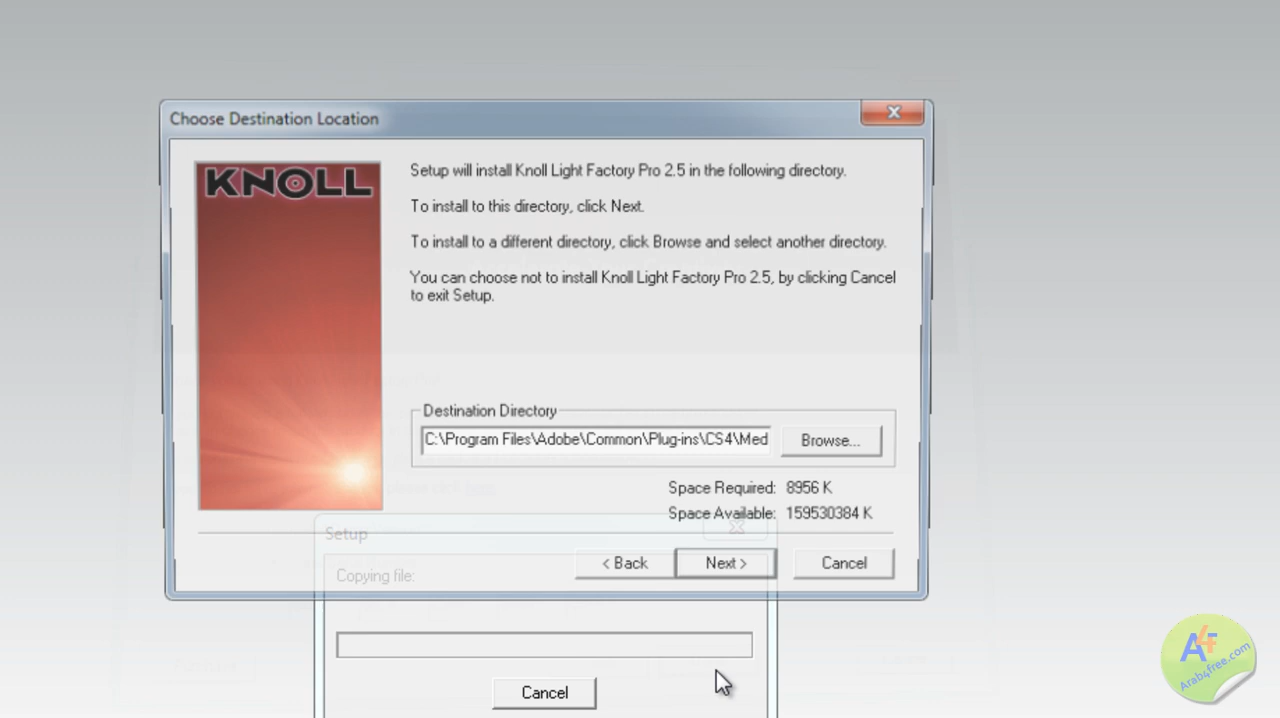 Choose Destination Location
KNOLL
Setup will install Knoll Light Factory Pro 2.5 in the following directory.
To install to this directory, click Next.
To install to a different directory, click Browse and select another directory.
You can choose not to install Knoll Light Factory Pro 2.5, by clicking Cancel
to exit Setup.
Destination Directory
C:\Program Files\Adobe\Common\Plug-ins\CS4\Med
Browse...
Space Required: 8956 K
Space Available: 159530384 K
< Back
Next >
Cancel
Setup
Copying file:
Cancel
A4F
Arab4free.com